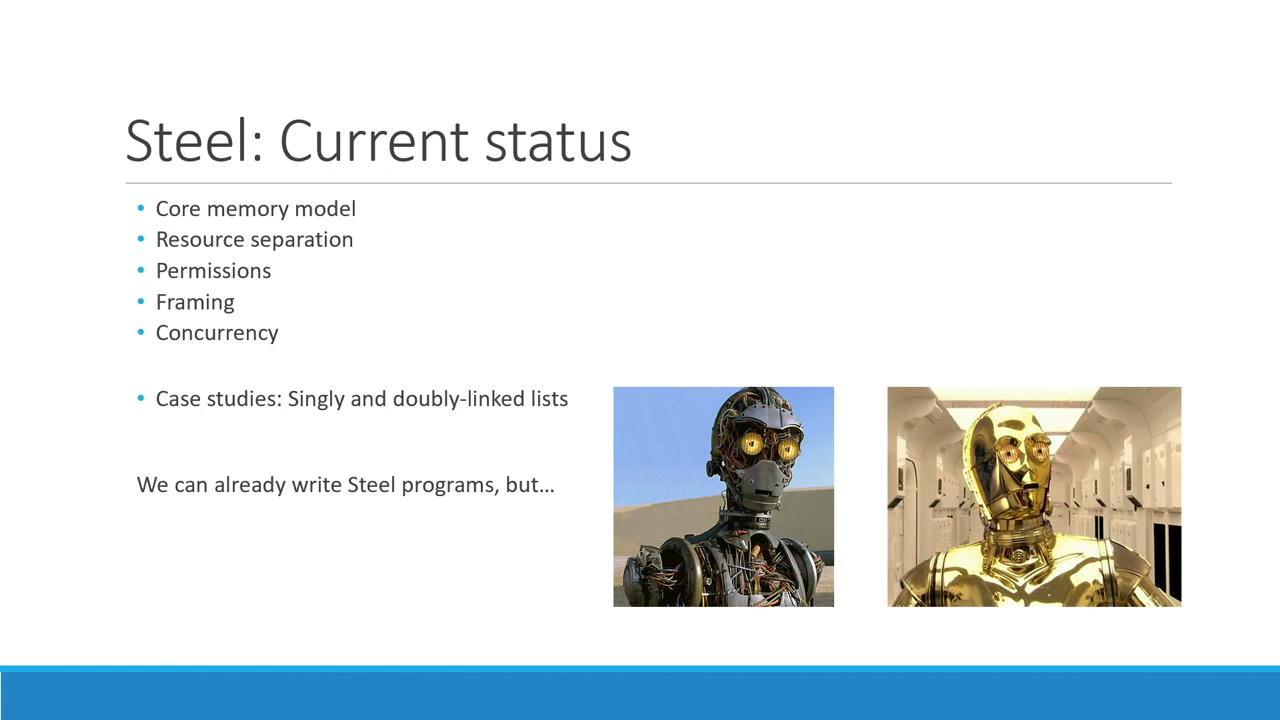 Steel: Current status
• Core memory model
• Resource separation
• Permissions
• Framing
• Concurrency
• Case studies: Singly and doubly-linked lists
We can already write Steel programs, but…